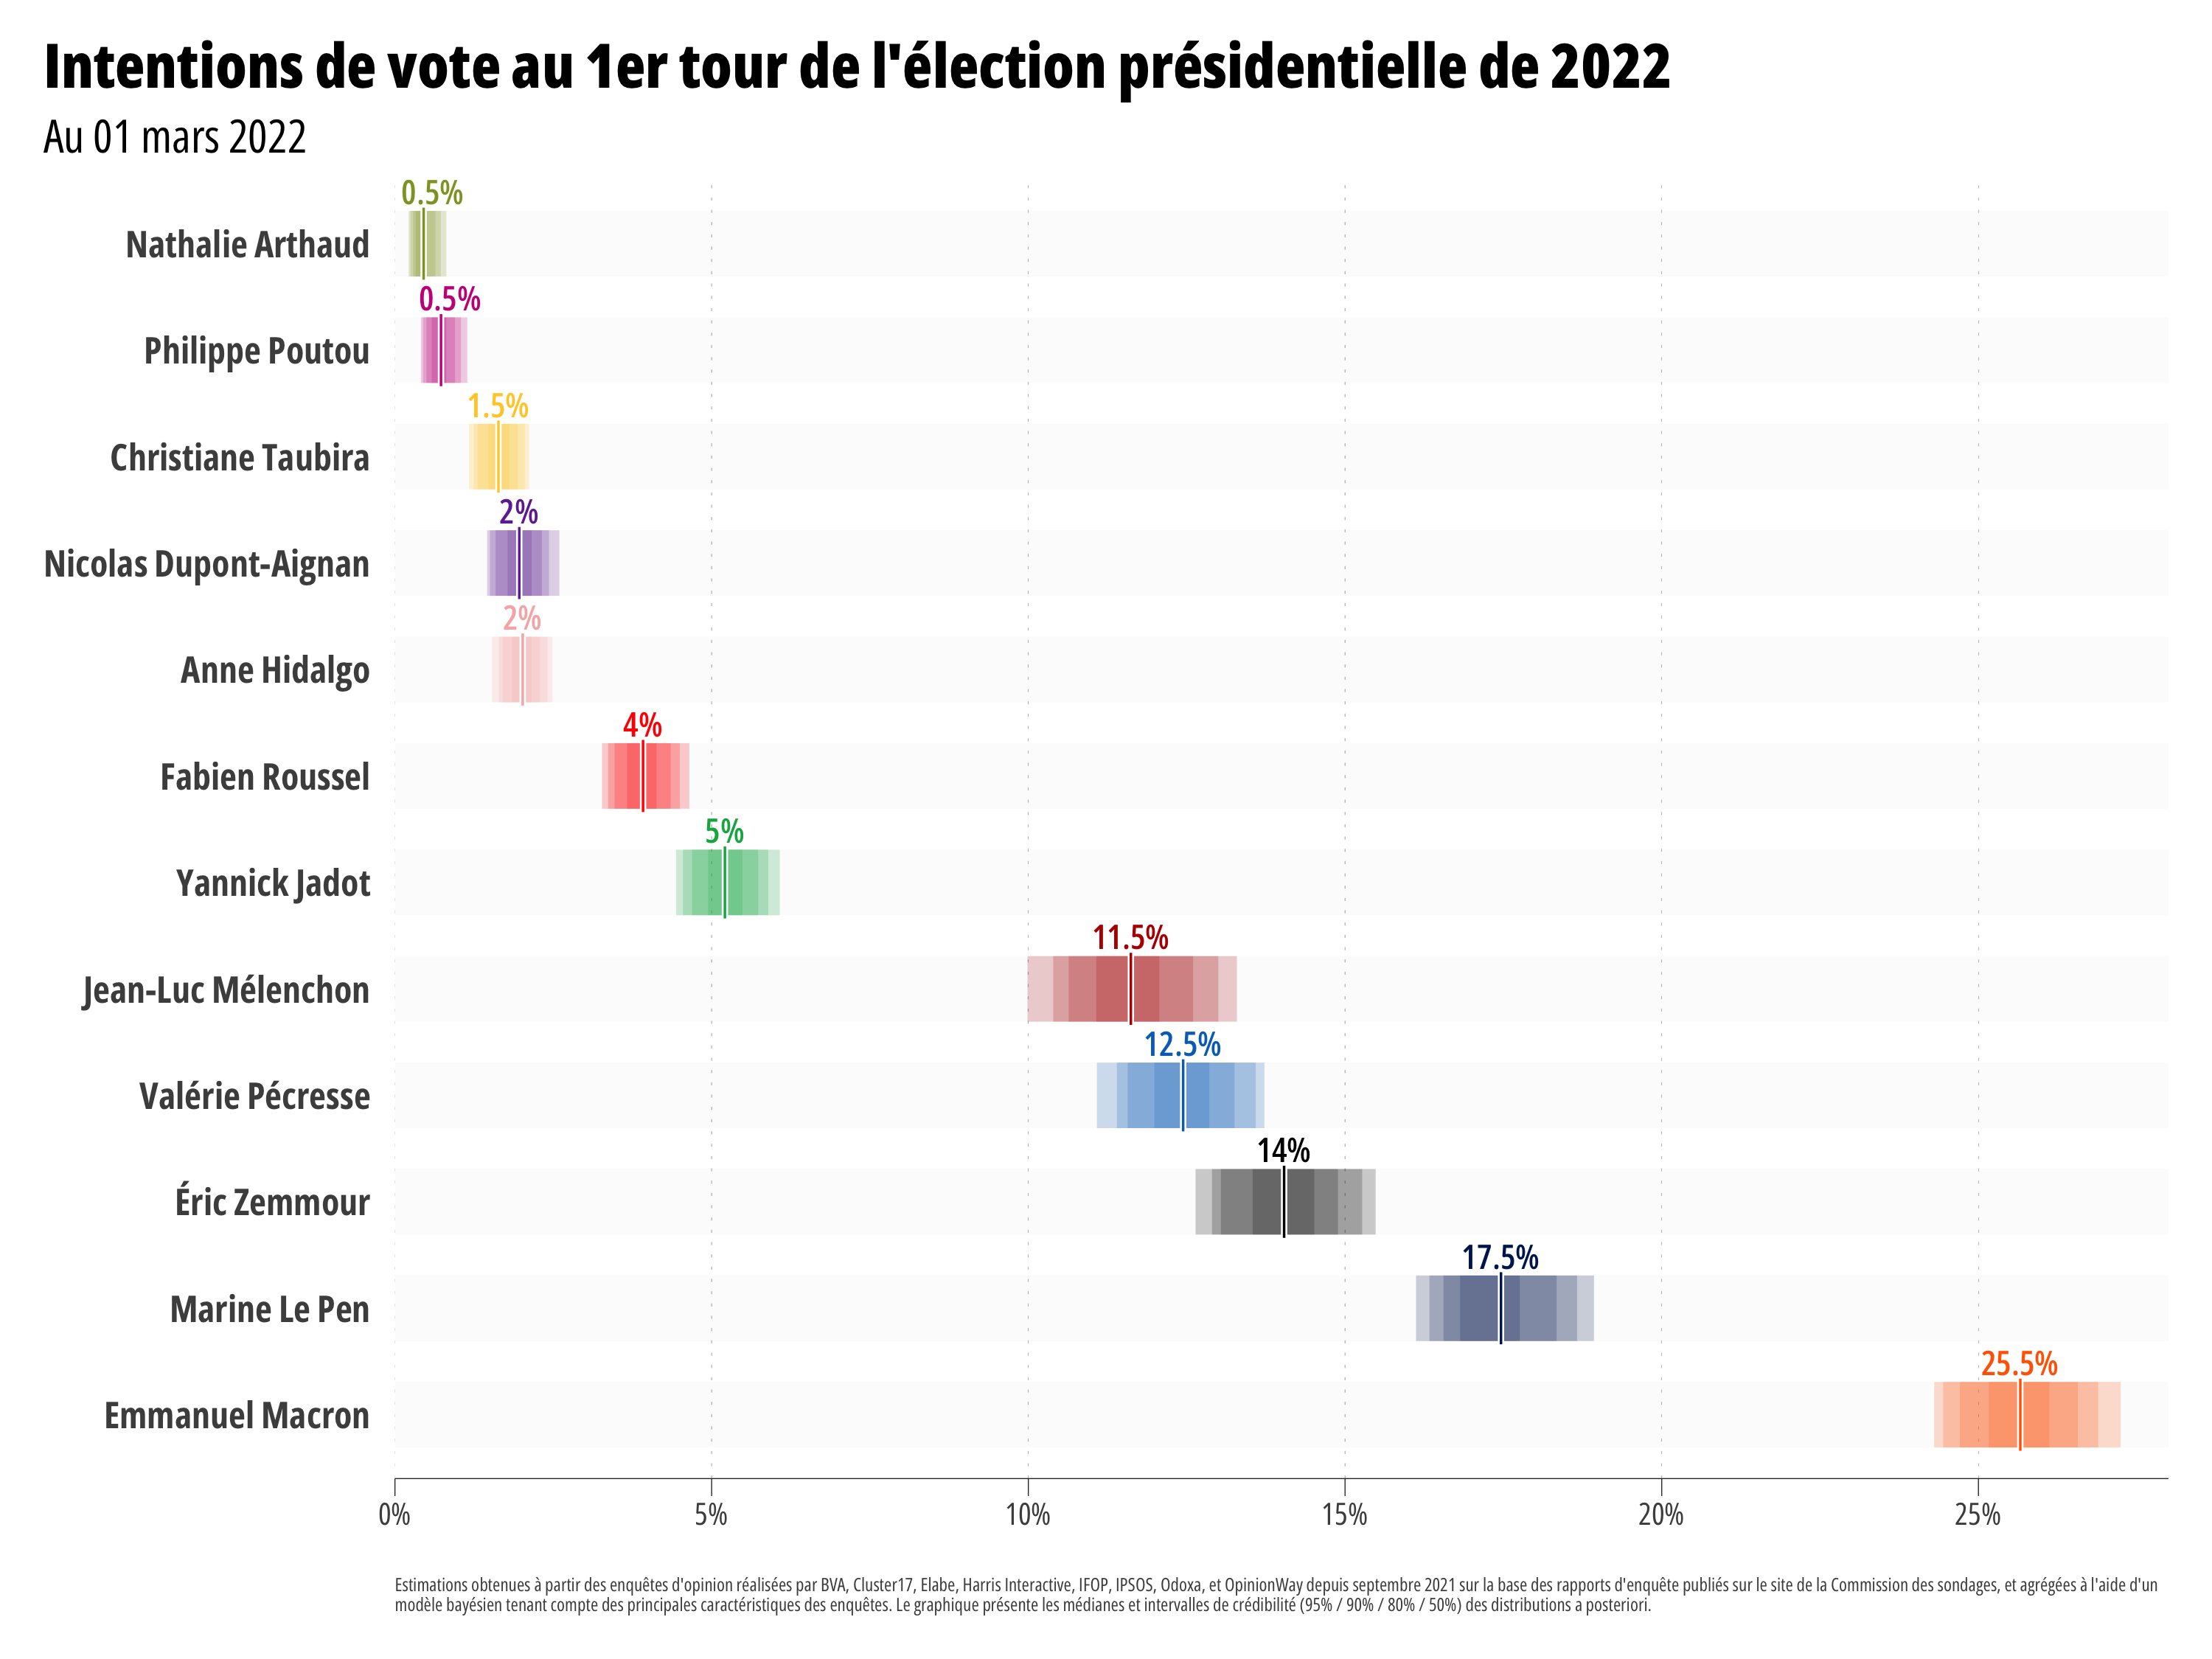 Intentions de vote au 1er tour de l'élection présidentielle de 2022
Au 01 mars 2022
0.5%
Nathalie Arthaud
0.5%
Philippe Poutou
1.5%
Christiane Taubira
2%
Nicolas Dupont-Aignan
2%
Anne Hidalgo
4%
Fabien Roussel
5%
Yannick Jadot
11.5%
Jean-Luc Mélenchon
12.5%
Valérie Pécresse
14%
Éric Zemmour
17.5%
Marine Le Pen
25.5%
Emmanuel Macron
0% 5% 10% 15% 20% 25%
Estimations obtenues à partir des enquêtes d'opinion réalisées par BVA, Cluster17, Elabe, Harris Interactive, IFOP, IPSOS, Odoxa, et OpinionWay depuis septembre 2021 sur la base des rapports d'enquête publiés sur le site de la Commission des sondages, et agrégées à l'aide d'un
modèle bayésien tenant compte des principales caractéristiques des enquêtes. Le graphique présente les médianes et intervalles de crédibilité (95% / 90% / 80% / 50%) des distributions a posteriori.